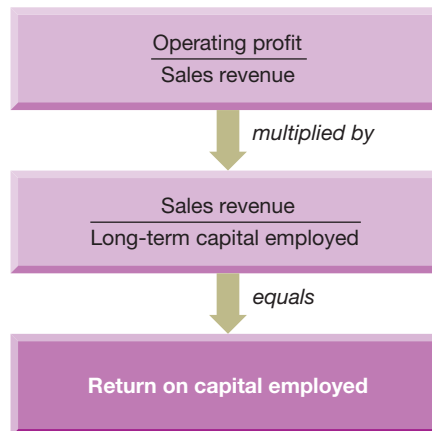 Operating profit
Sales revenue
multiplied by
Sales revenue
Long-term capital employed
equals
Return on capital employed